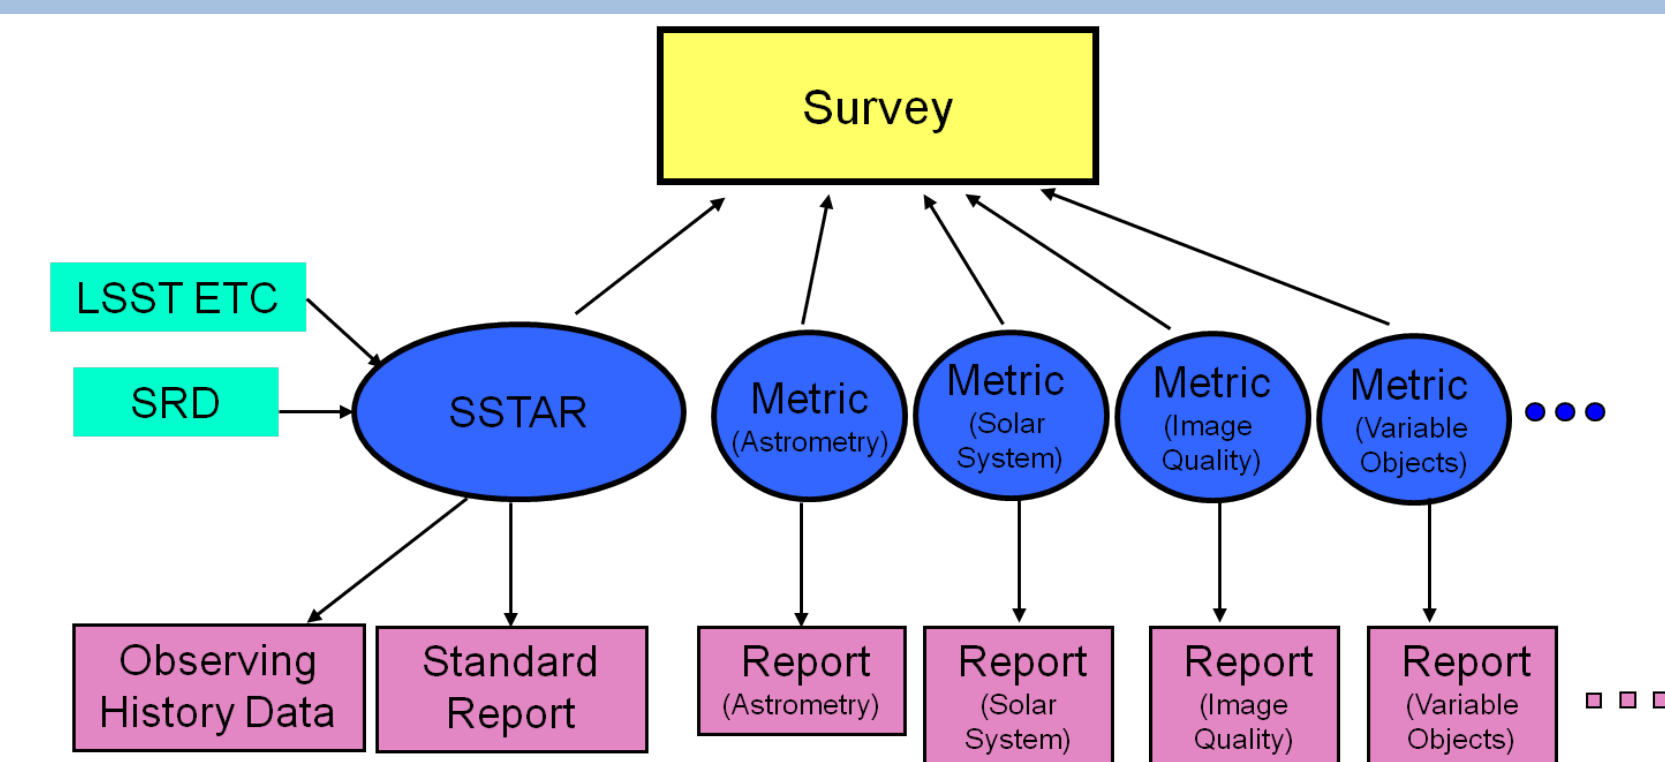 Survey
LSST ETC
SRD
SSTAR
Metric
(Astrometry)
Metric
(Solar
System)
Metric
(Image
Quality)
Metric
(Variable
Objects)
Observing
History Data
Standard
Report
Report
(Astrometry)
Report
(Solar
System)
Report
(Image
Quality)
Report
(Variable
Objects)